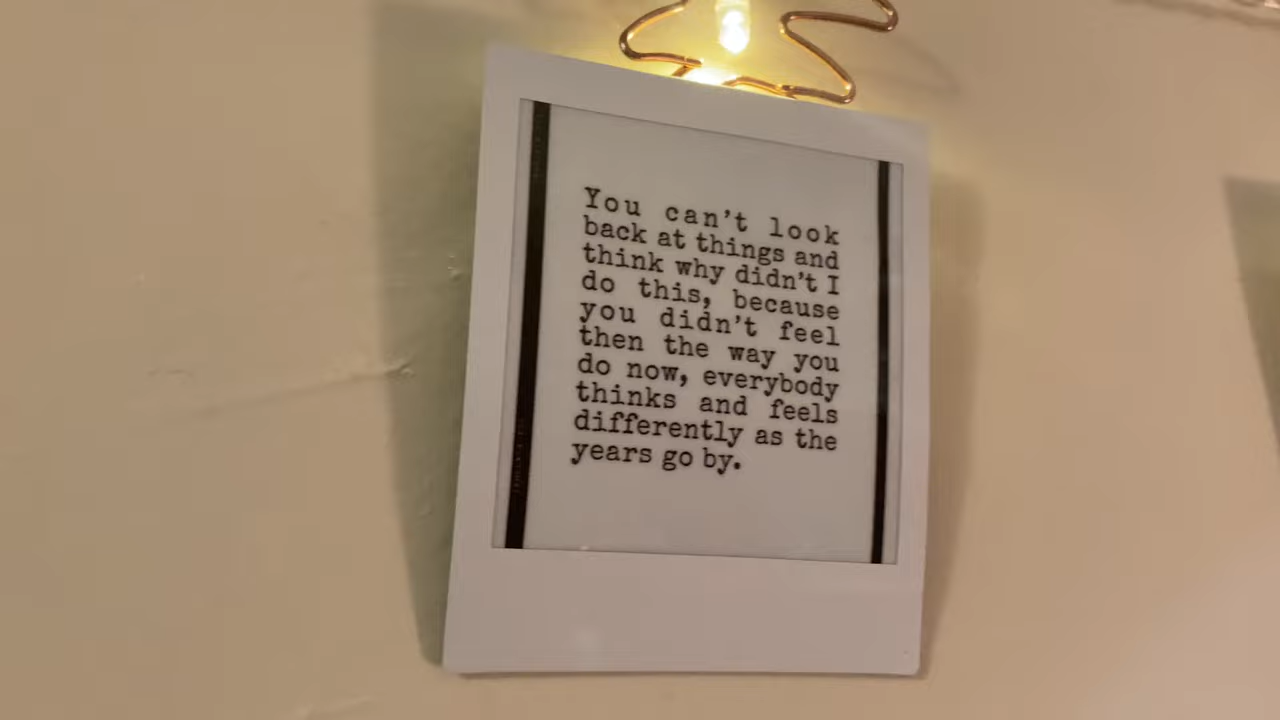 You can't look
back at things and
think why didn't I
do this, because
you didn't feel
then the way you
do now, everybody
thinks and feels
differently as the
years go by.